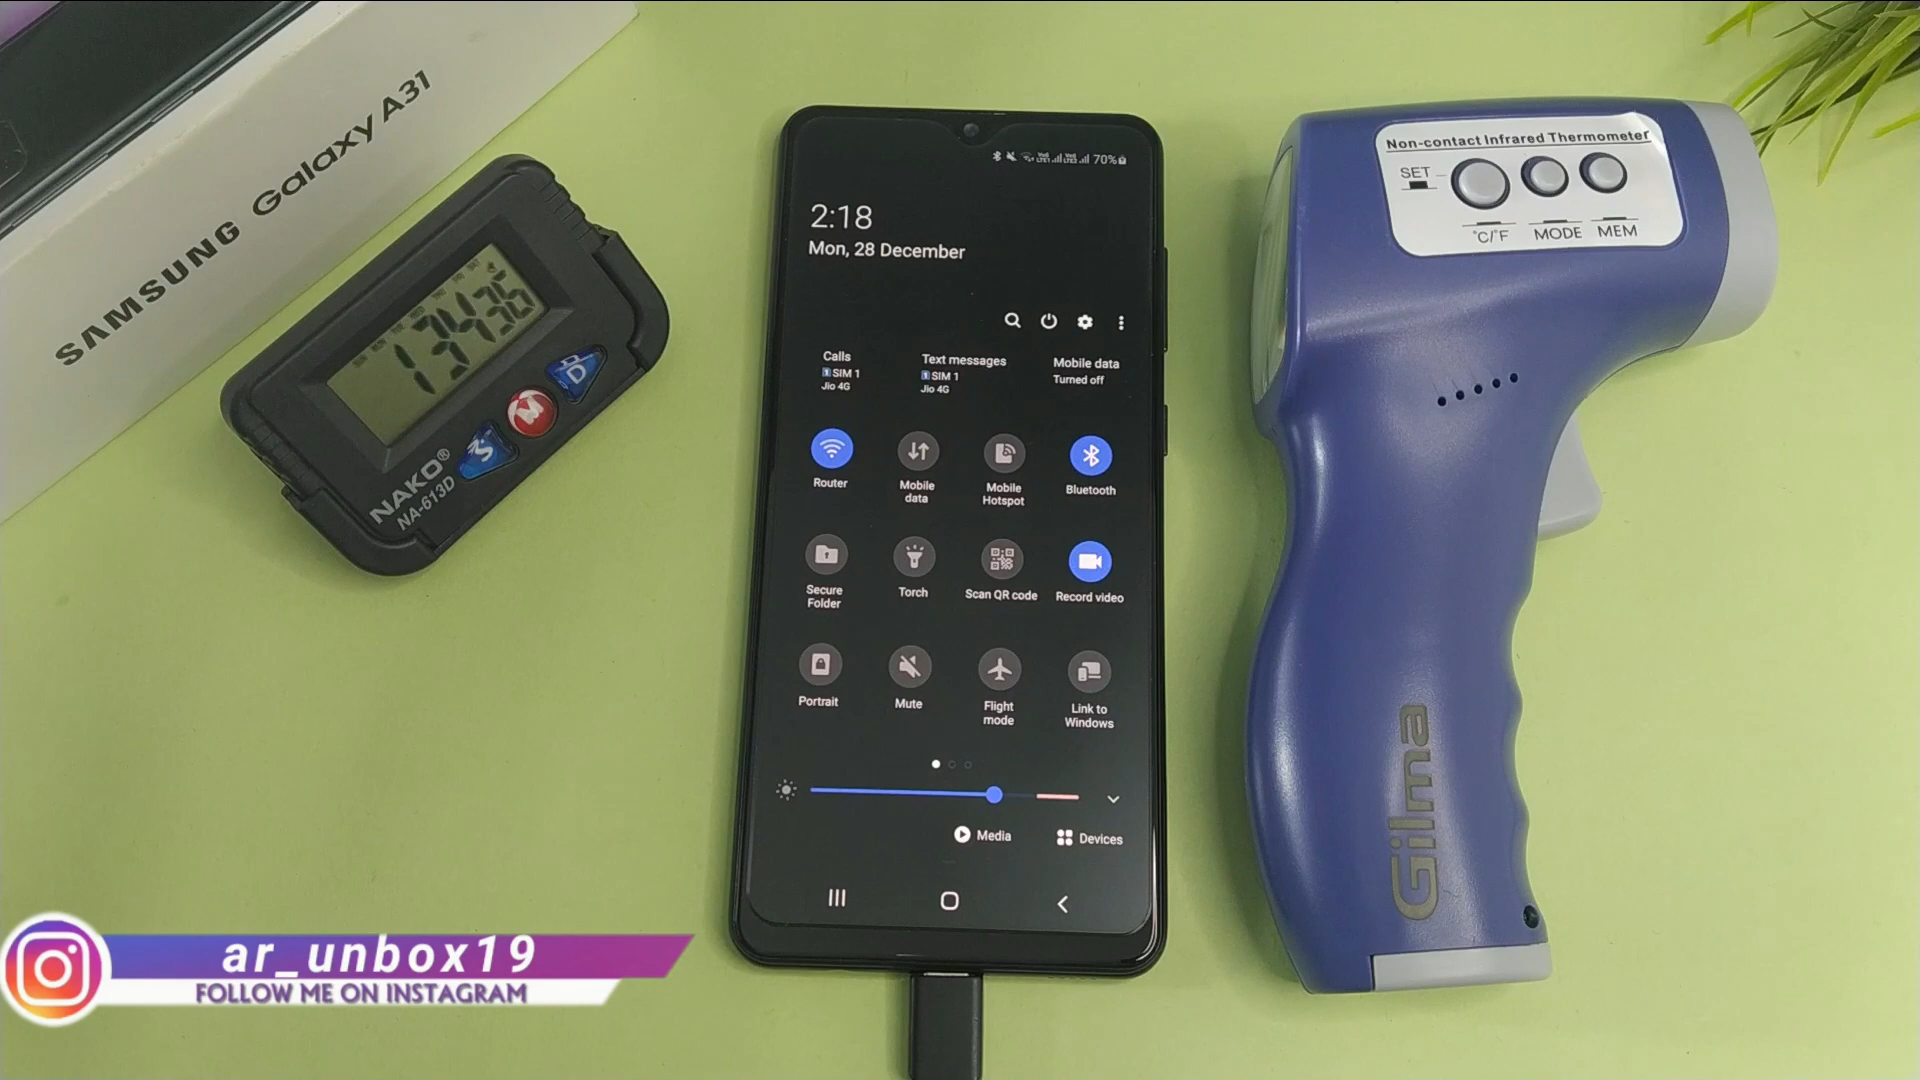 SAMSUNG Galaxy A31
17436
NAKO®
NA-613D
S
M
D
70%
2:18
Mon, 28 December
Calls
1 SIM 1
Jio 4G
Text messages
1 SIM 1
Jio 4G
Mobile data
Turned off
Router
Mobile
data
Mobile
Hotspot
Bluetooth
Secure
Folder
Torch
Scan QR code
Record video
Portrait
Mute
Flight
mode
Link to
Windows
Media
Devices
Non-contact Infrared Thermometer
SET
°C/°F
MODE
MEM
Gilma
ar_unbox19
FOLLOW ME ON INSTAGRAM